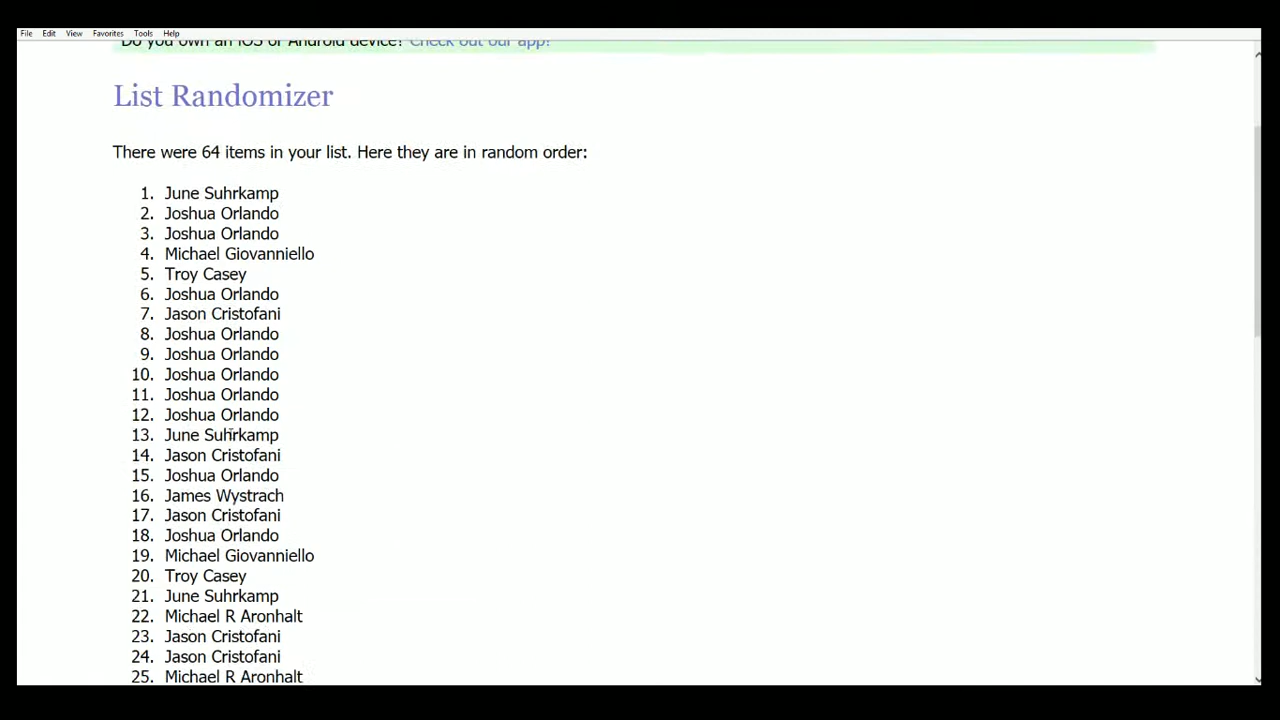 File Edit View Favorites Tools Help
Do you own an iOS or Android device? Check out our app!
List Randomizer
There were 64 items in your list. Here they are in random order:
1. June Suhrkamp
2. Joshua Orlando
3. Joshua Orlando
4. Michael Giovanniello
5. Troy Casey
6. Joshua Orlando
7. Jason Cristofani
8. Joshua Orlando
9. Joshua Orlando
10. Joshua Orlando
11. Joshua Orlando
12. Joshua Orlando
13. June Suhrkamp
14. Jason Cristofani
15. Joshua Orlando
16. James Wystrach
17. Jason Cristofani
18. Joshua Orlando
19. Michael Giovanniello
20. Troy Casey
21. June Suhrkamp
22. Michael R Aronhalt
23. Jason Cristofani
24. Jason Cristofani
25. Michael R Aronhalt